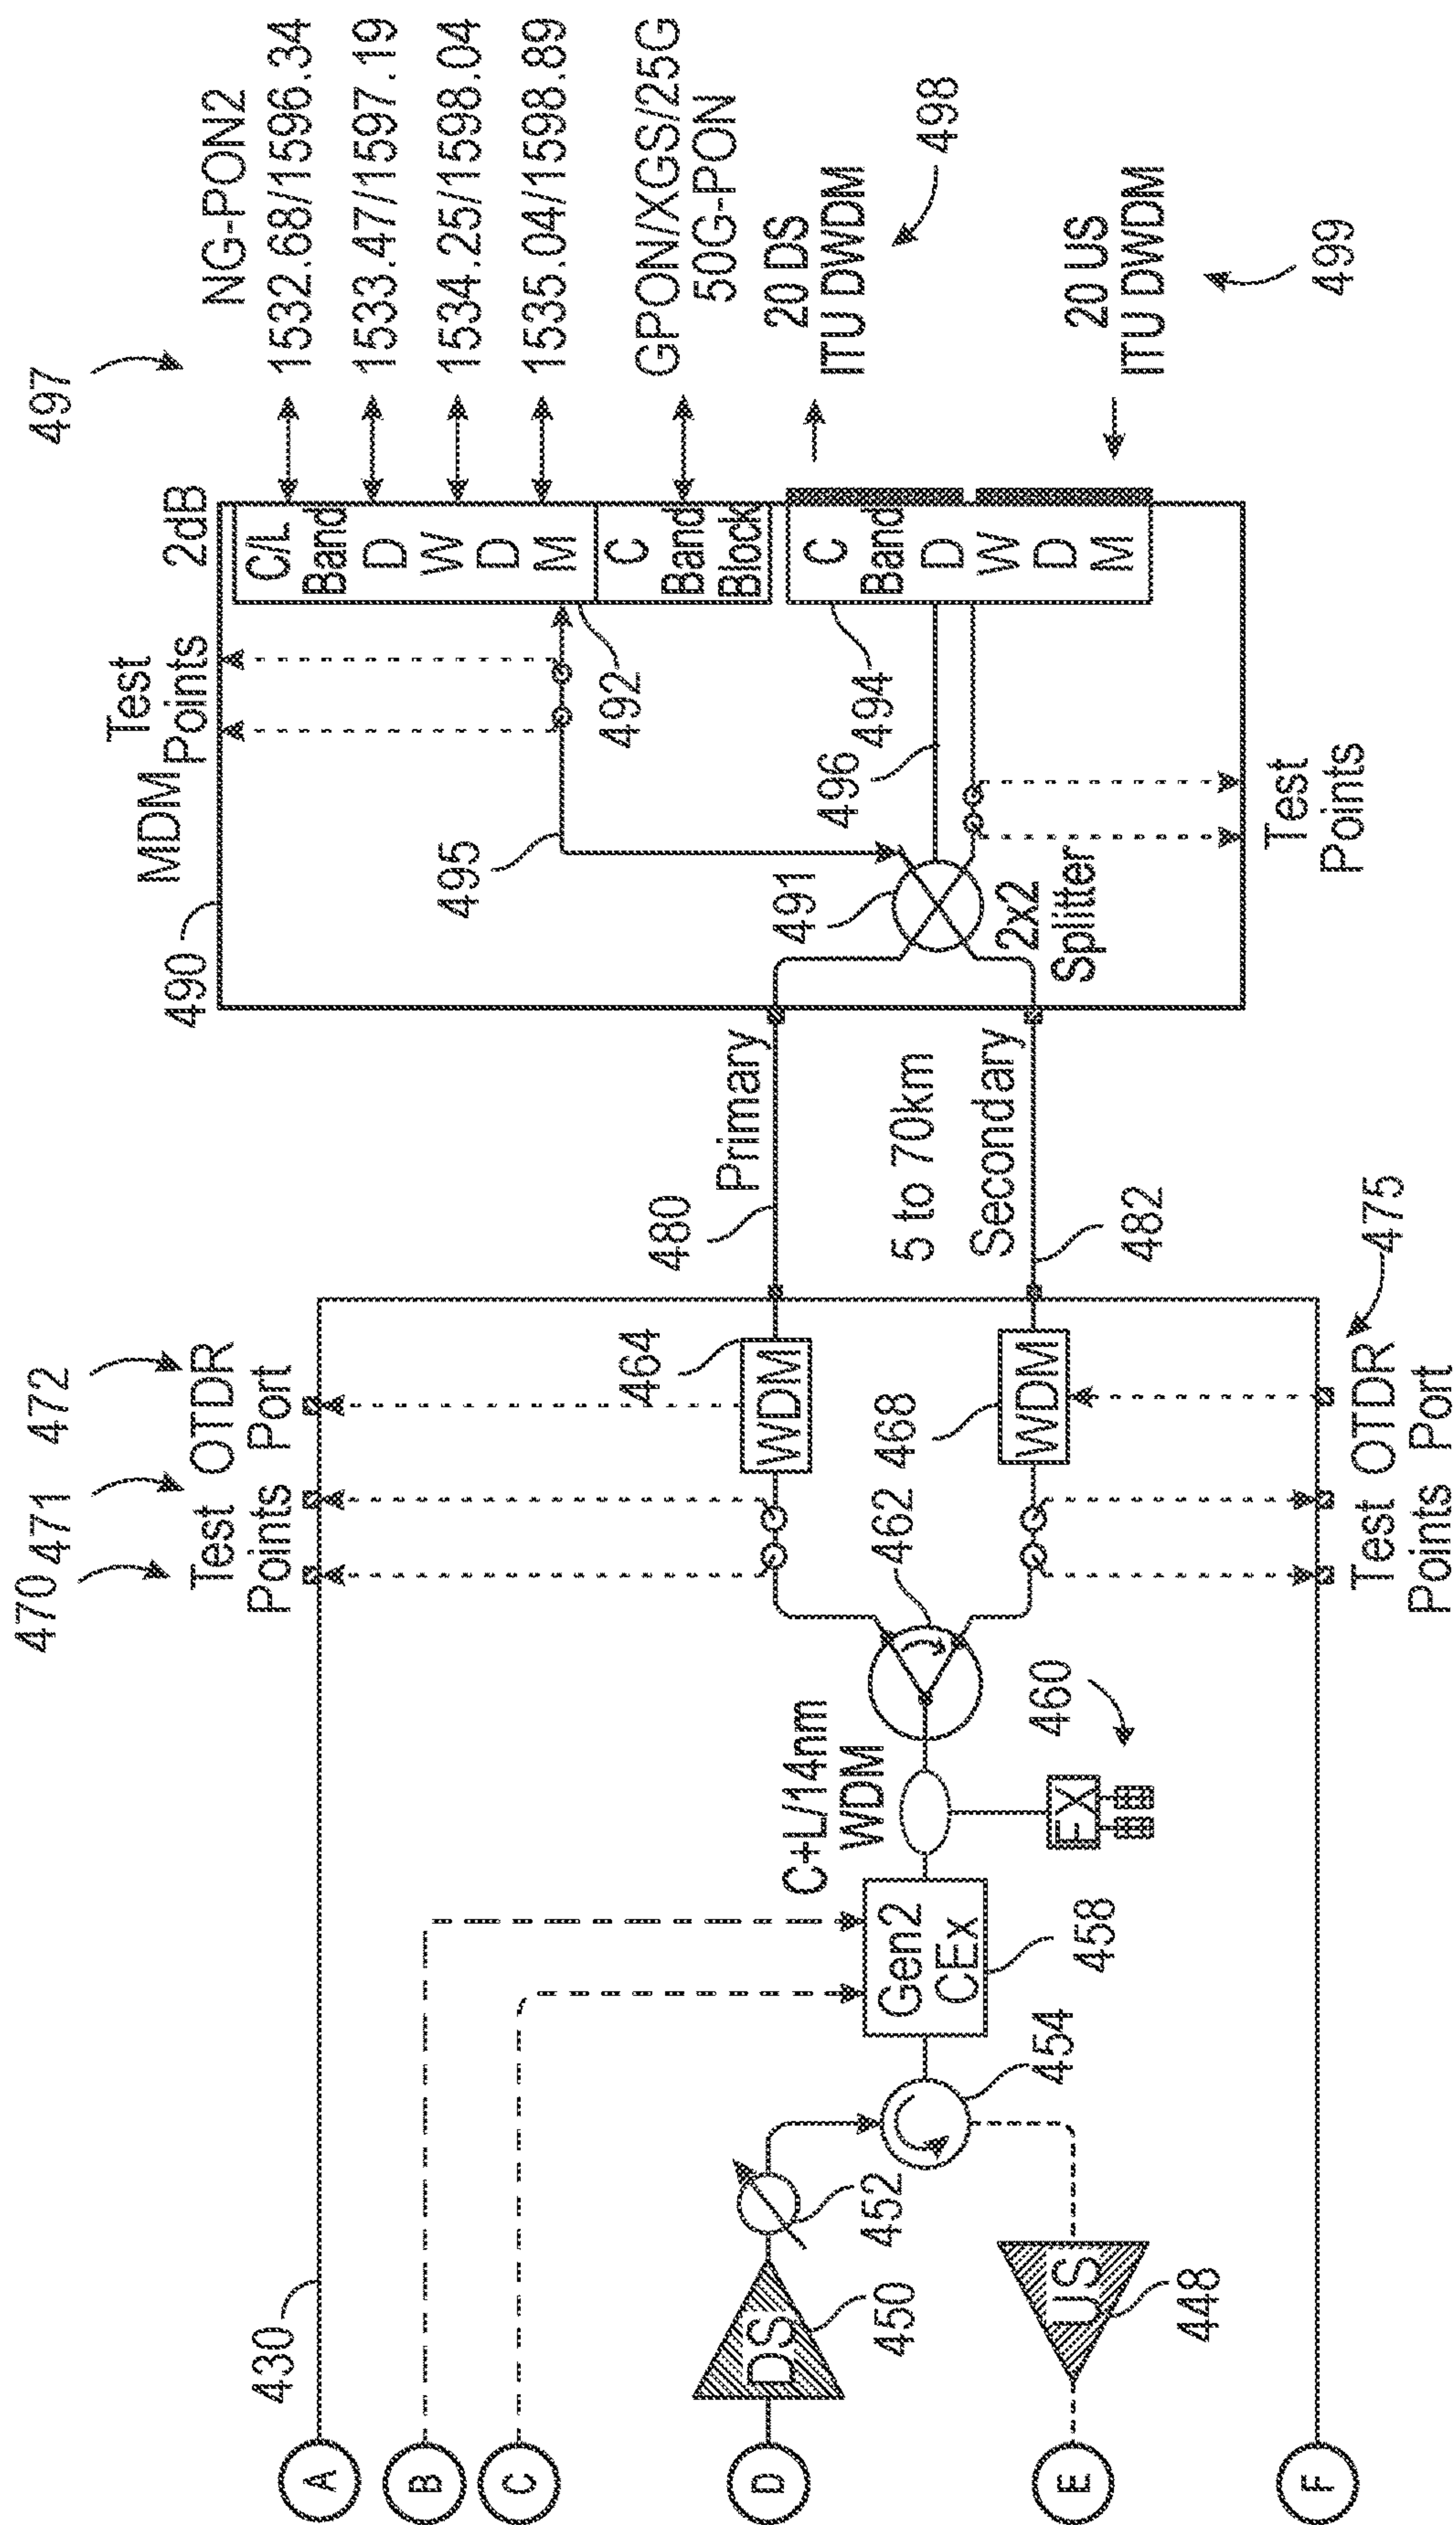 497
NG-PON2
1532.68/1596.34
1533.47/1597.19
1534.25/1598.04
1535.04/1598.89
GPON/XGS/25G
50G-PON
20 DS
ITU DWDM
498
20 US
ITU DWDM
499
490
MDM
Test
Points
2dB
C/L
Band
D
W
D
M
C
Band
Block
C
Band
D
W
D
M
492
494
495
496
491
2x2
Splitter
Test
Points
Primary
480
5 to 70km
Secondary
482
470
471
472
Test
Points
OTDR
Port
464
WDM
468
WDM
462
460
C+L/14nm
WDM
EX
Gen2
CEx
458
454
452
DS
450
US
448
430
475
Test
Points
OTDR
Port
A
B
C
D
E
F